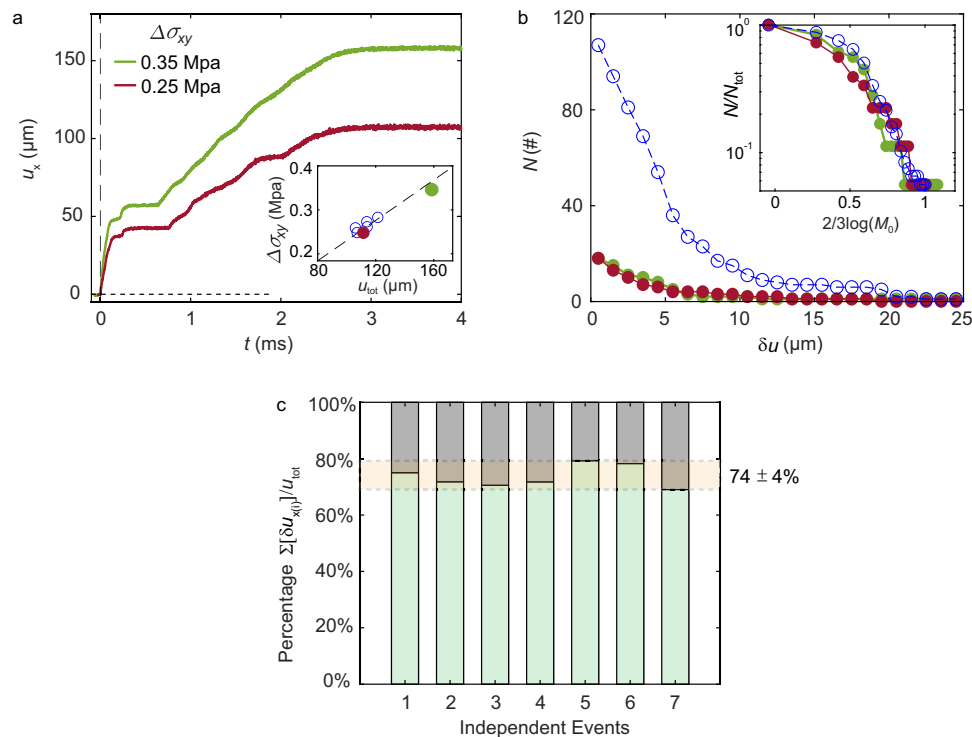 a
Δσxy
0.35 Mpa
0.25 Mpa
150
100
50
0
ux (μm)
0
1
2
3
4
t (ms)
0.4
0.3
0.2
Δσxy (Mpa)
80
120
160
utot (μm)
b
120
80
40
0
N (#)
0
5
10
15
20
25
δu (μm)
10^0
10^-1
N/Ntot
0
0.5
1
2/3log(M0)
c
100%
80%
60%
40%
20%
0%
Percentage Σ[δux(i)]/utot
74 ± 4%
1
2
3
4
5
6
7
Independent Events